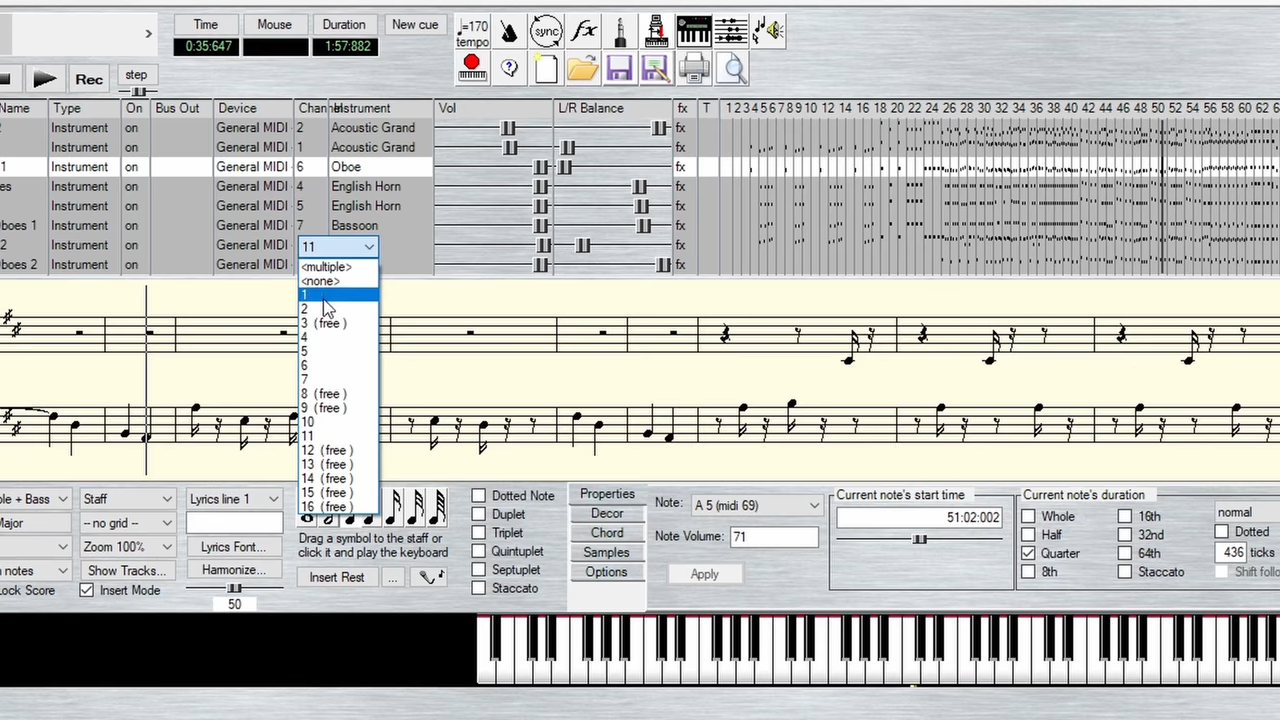 Time Mouse Duration New cue
0:35:647 1:57:882
♩=170
tempo
sync
fx
Rec
step
Name Type On Bus Out Device Channel Instrument Vol L/R Balance fx T 1 2 3 4 5 6 7 8 9 10 12 14 16 18 20 22 24 26 28 30 32 34 36 38 40 42 44 46 48 50 52 54 56 58 60 62
2 Instrument on General MIDI 2 Acoustic Grand fx
Instrument on General MIDI 1 Acoustic Grand fx
1 Instrument on General MIDI 6 Oboe fx
es Instrument on General MIDI 4 English Horn fx
Instrument on General MIDI 5 English Horn fx
boes 1 Instrument on General MIDI 7 Bassoon fx
2 Instrument on General MIDI 11 fx
boes 2 Instrument on General MIDI fx
<multiple>
<none>
1
2
3 (free )
4
5
6
7
8 (free )
9 (free )
10
11
12 (free )
13 (free )
14 (free )
15 (free )
16 (free )
ble + Bass Staff Lyrics line 1
Major -- no grid --
Zoom 100% Lyrics Font...
n notes Show Tracks... Harmonize...
Lock Score Insert Mode
50
Drag a symbol to the staff or
click it and play the keyboard
Insert Rest ...
Dotted Note
Duplet
Triplet
Quintuplet
Septuplet
Staccato
Properties
Decor
Chord
Samples
Options
Note: A 5 (midi 69)
Note Volume: 71
Apply
Current note's start time
51:02:002
Current note's duration
Whole 16th normal
Half 32nd Dotted
Quarter 64th 436 ticks
8th Staccato Shift follo